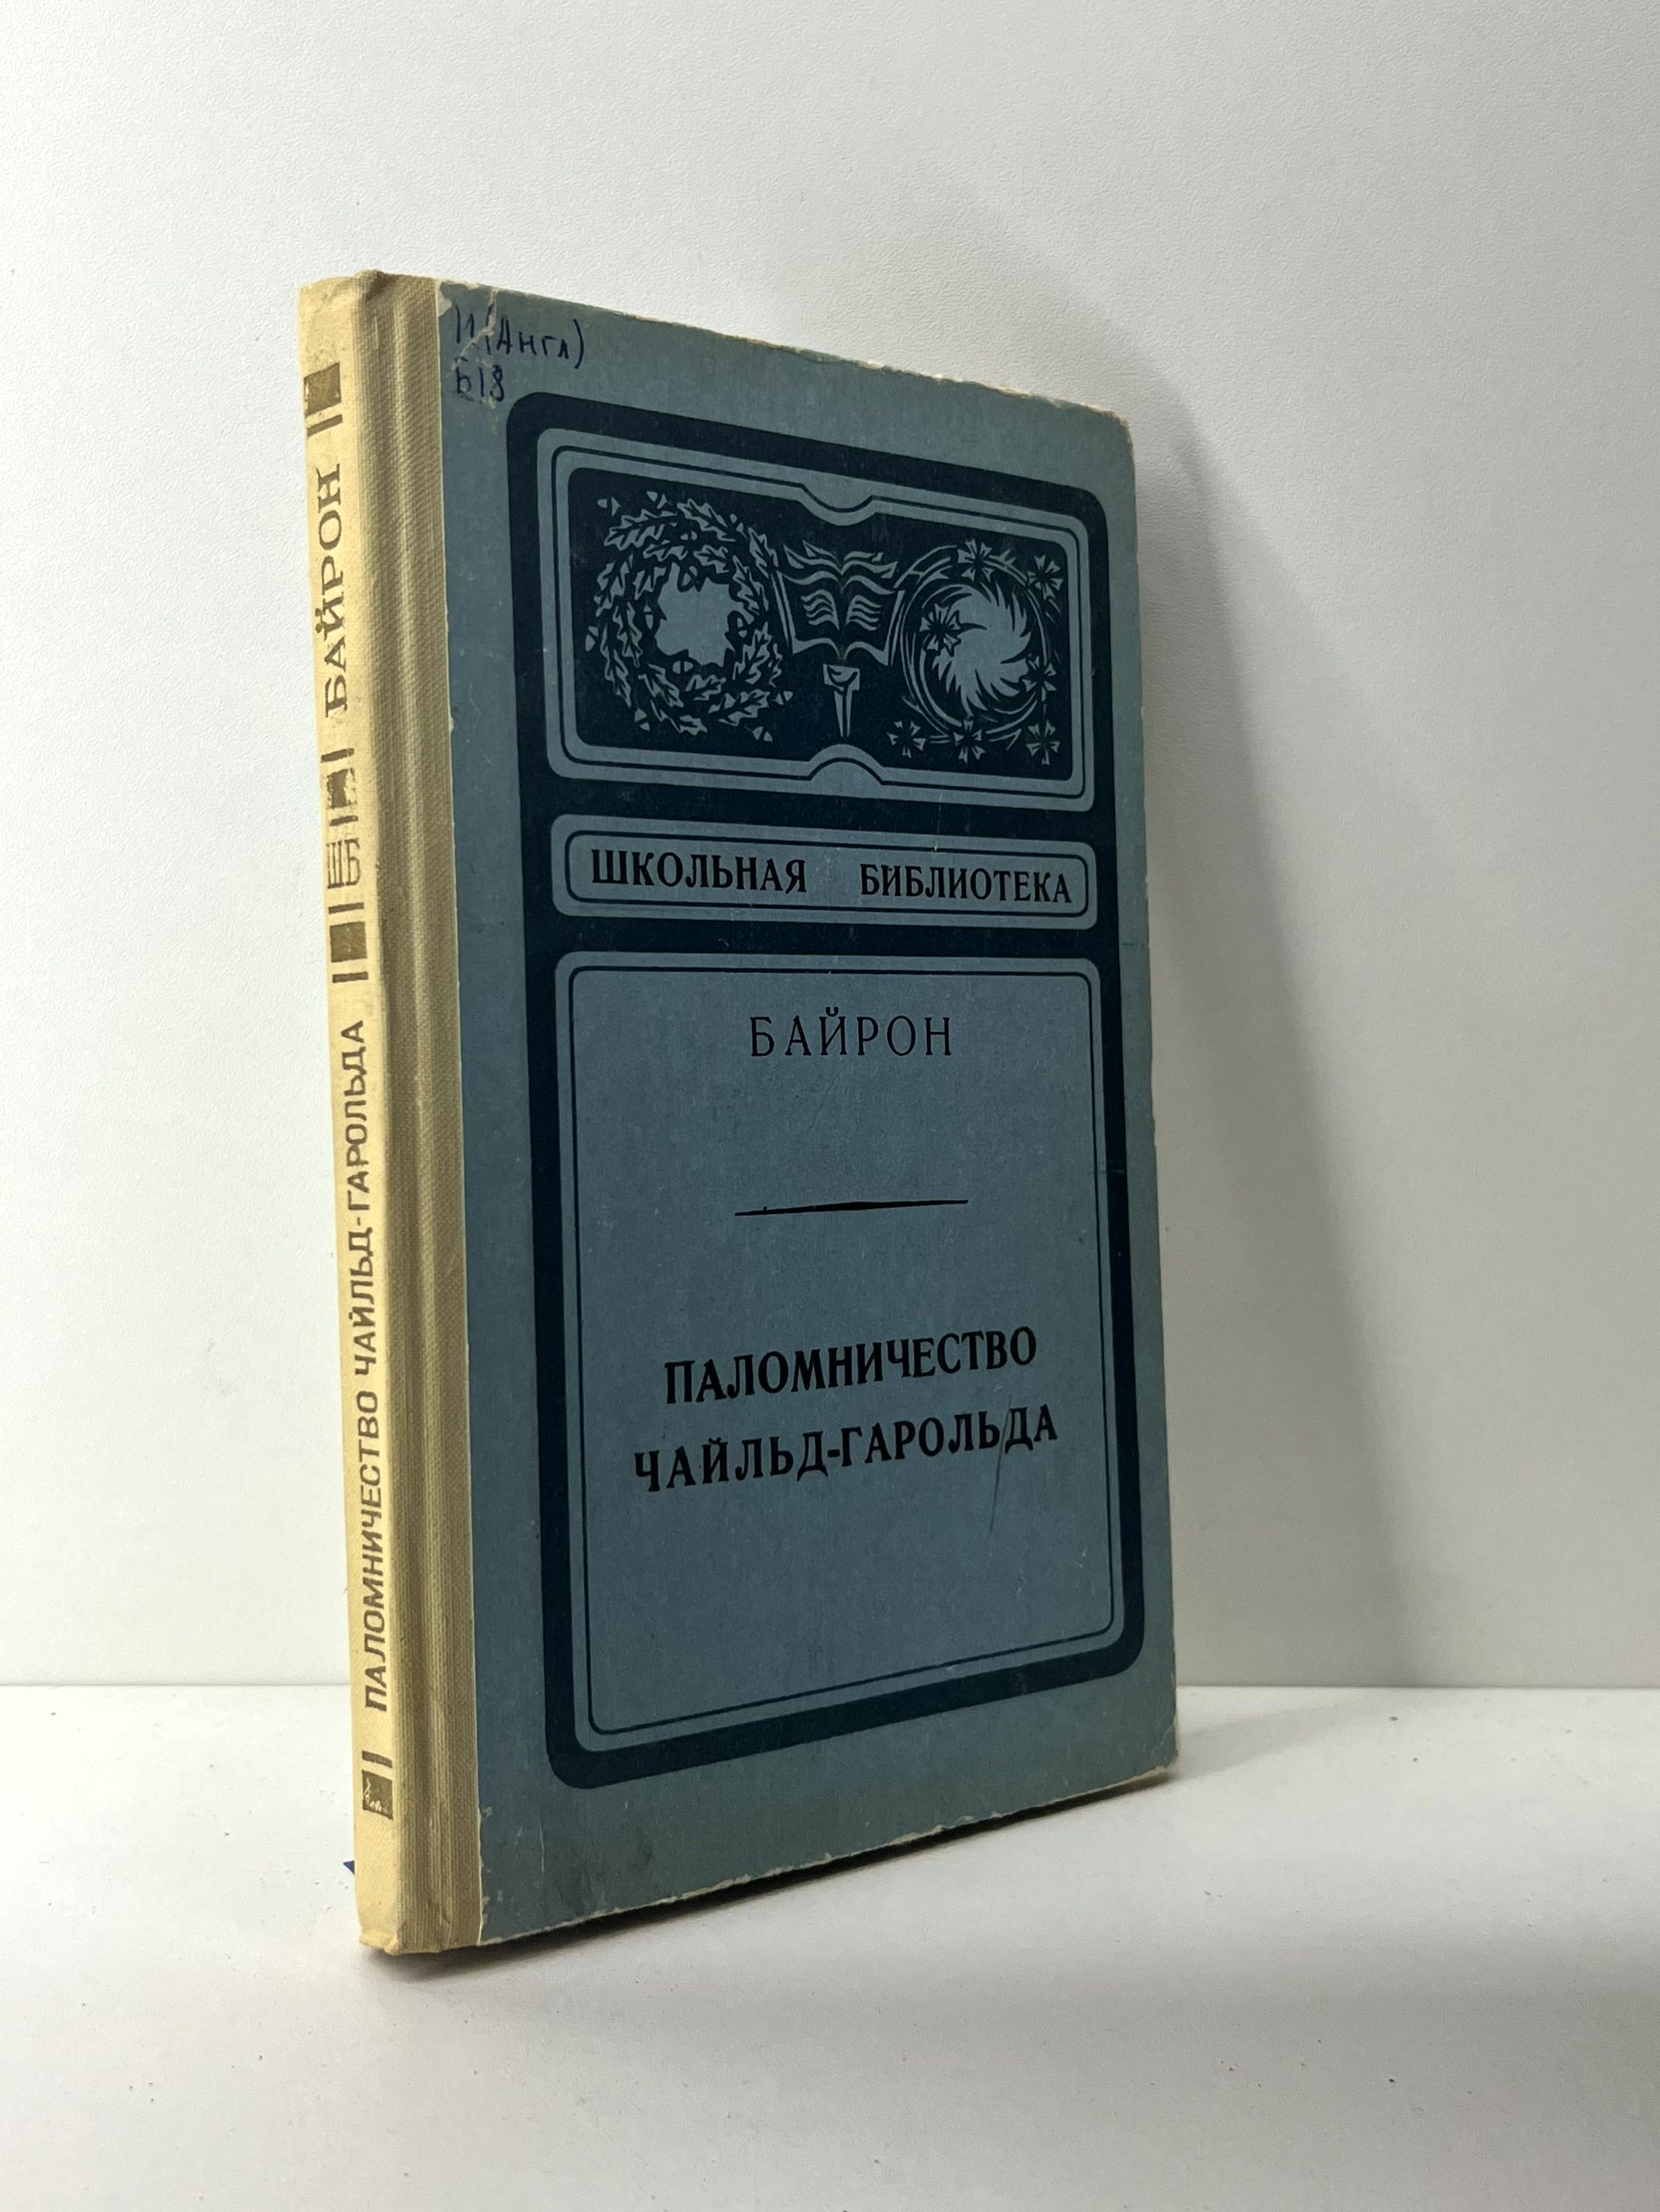 И(Англ)
Б18
ШКОЛЬНАЯ БИБЛИОТЕКА
БАЙРОН
ПАЛОМНИЧЕСТВО
ЧАЙЛЬД-ГАРОЛЬДА
ПАЛОМНИЧЕСТВО ЧАЙЛЬД-ГАРОЛЬДА ШБ БАЙРОН